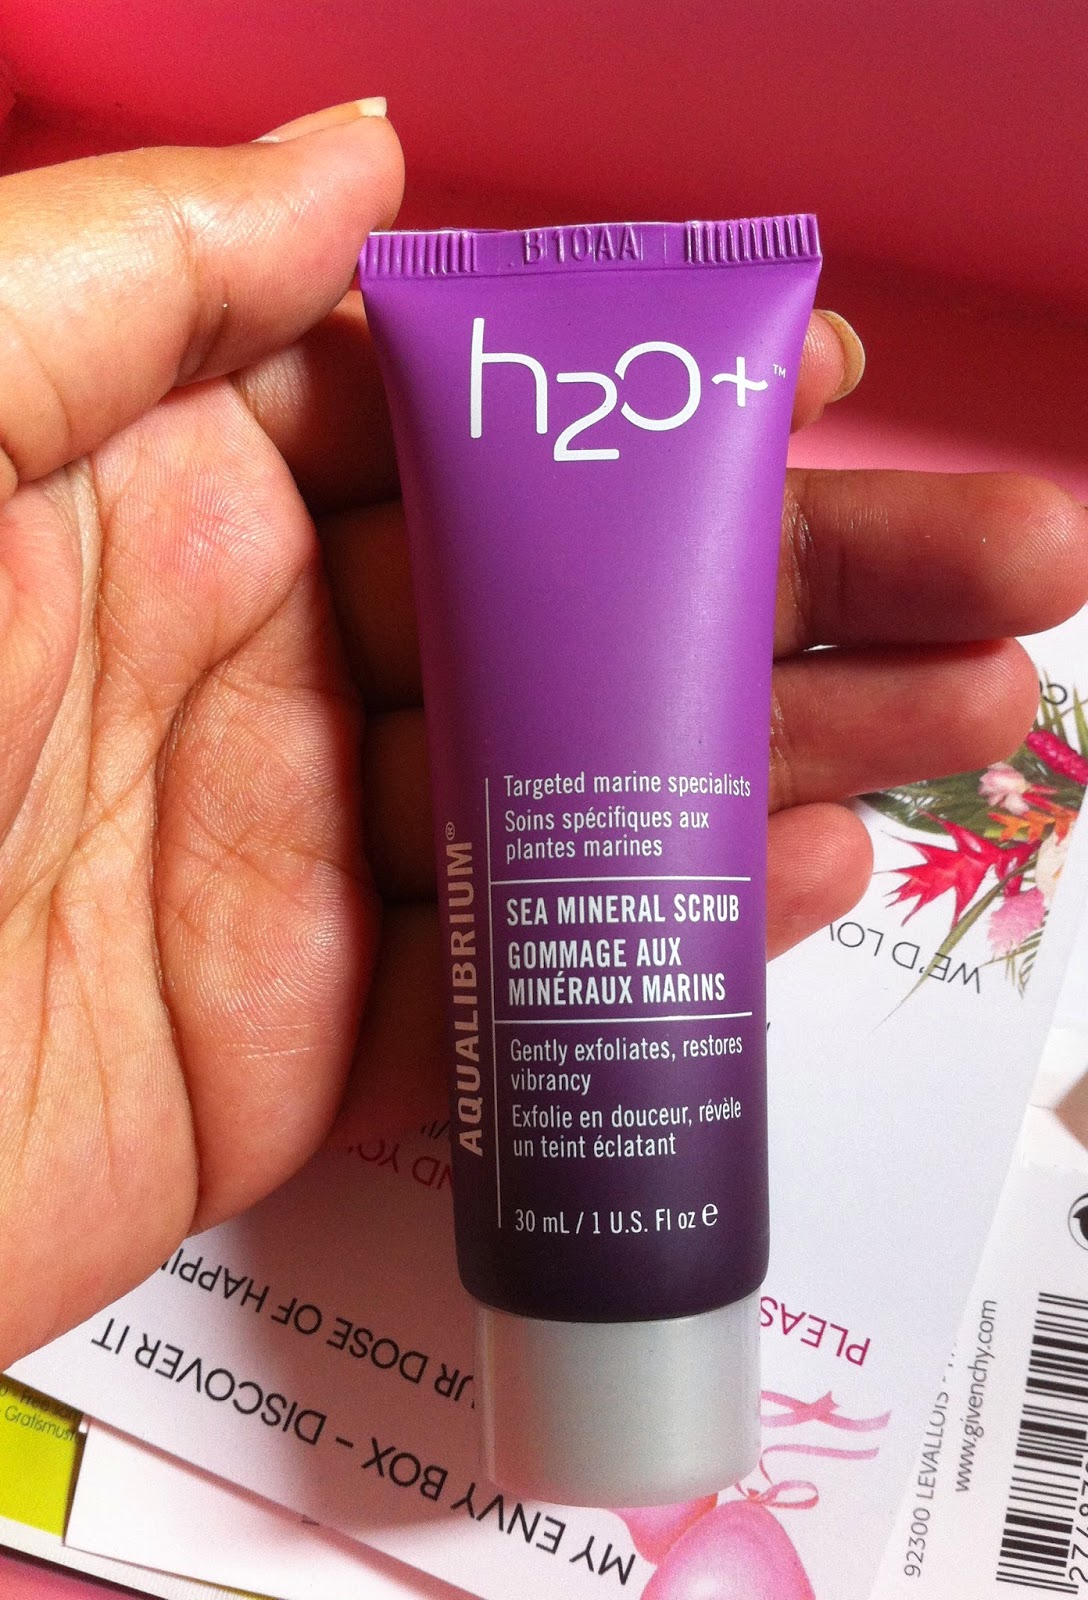 B10AA
h2o+™
Targeted marine specialists
Soins spécifiques aux
plantes marines
AQUALIBRIUM®
SEA MINERAL SCRUB
GOMMAGE AUX
MINÉRAUX MARINS
Gently exfoliates, restores
vibrancy
Exfolie en douceur, révèle
un teint éclatant
30 mL / 1 U.S. Fl oz e
WE'D LOV
PLEAS
UR DOSE OF HAPPI
MY ENVY BOX – DISCOVER IT
92300 LEVALLOIS
www.givenchy.com
Gratismust